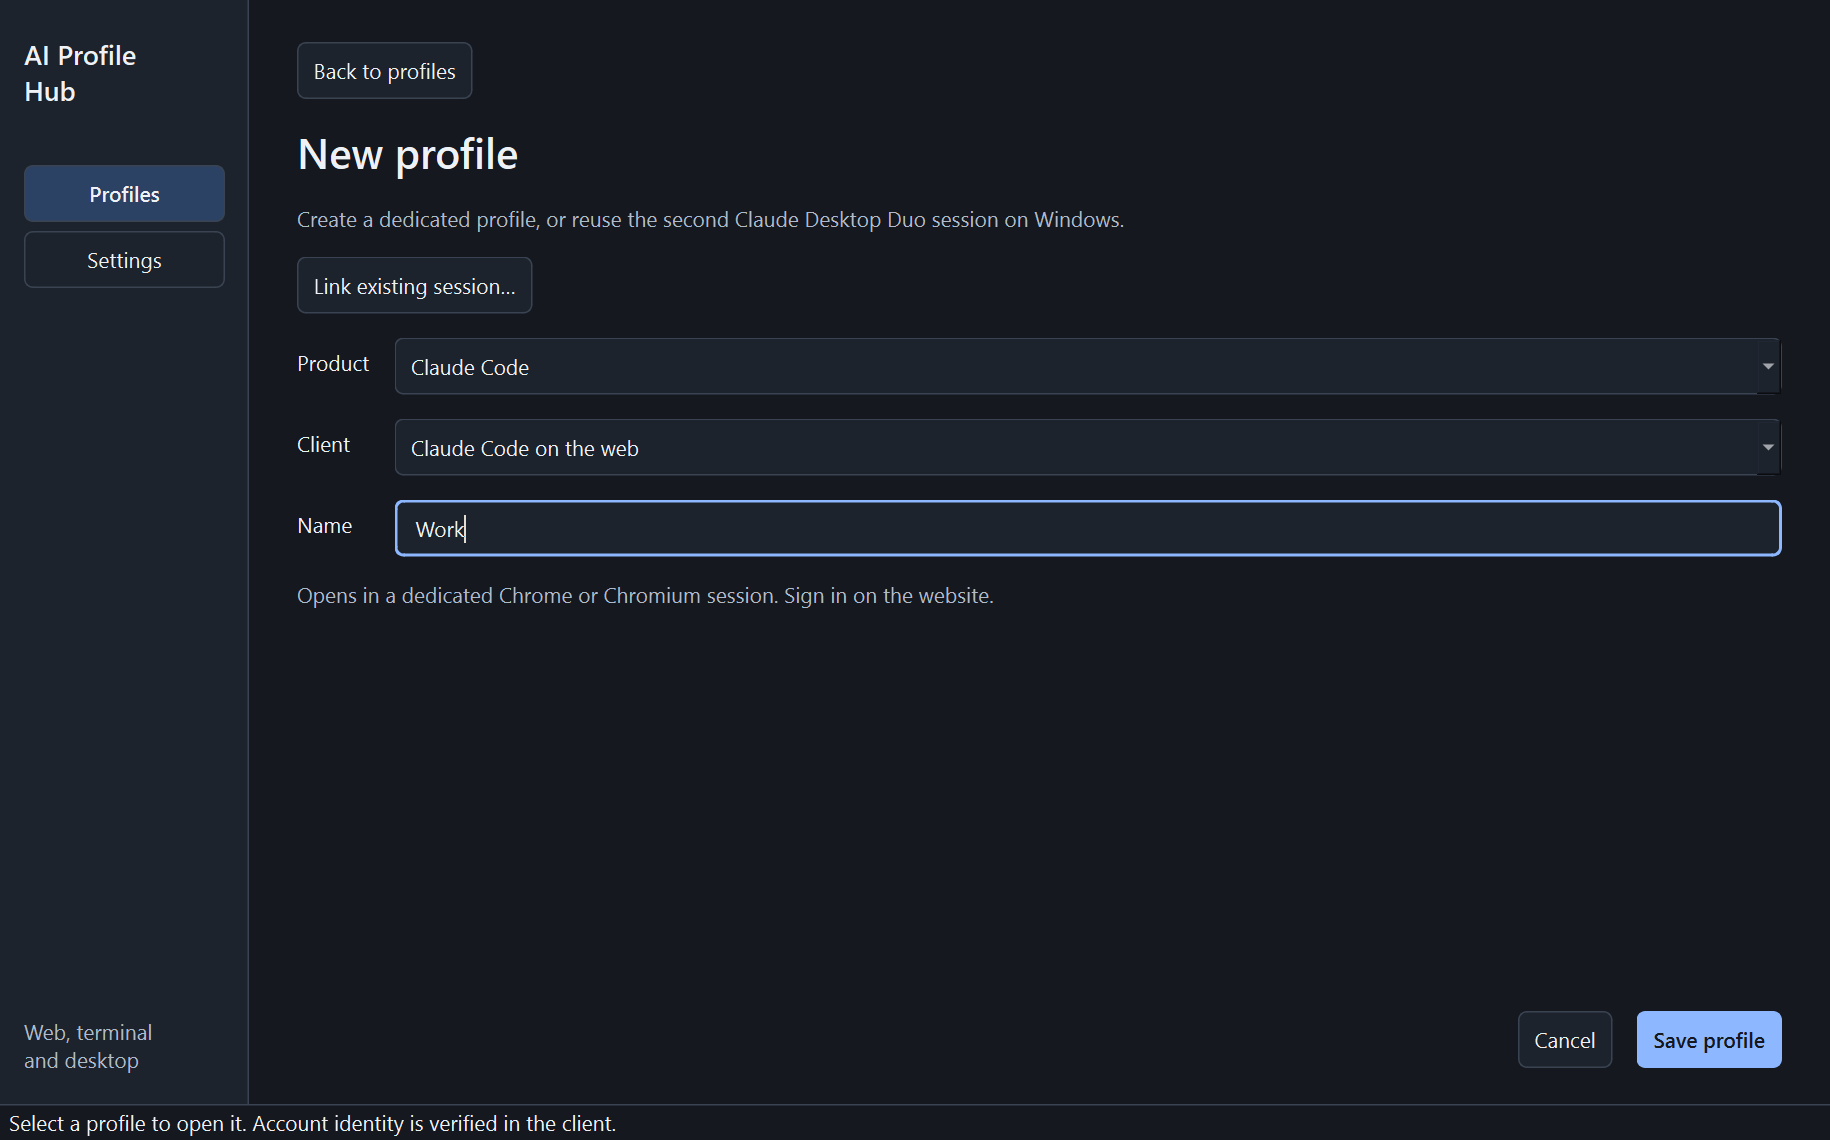 AI Profile
Hub
Profiles
Settings
Web, terminal
and desktop
Back to profiles
New profile
Create a dedicated profile, or reuse the second Claude Desktop Duo session on Windows.
Link existing session...
Product
Claude Code
Client
Claude Code on the web
Name
Work
Opens in a dedicated Chrome or Chromium session. Sign in on the website.
Cancel
Save profile
Select a profile to open it. Account identity is verified in the client.